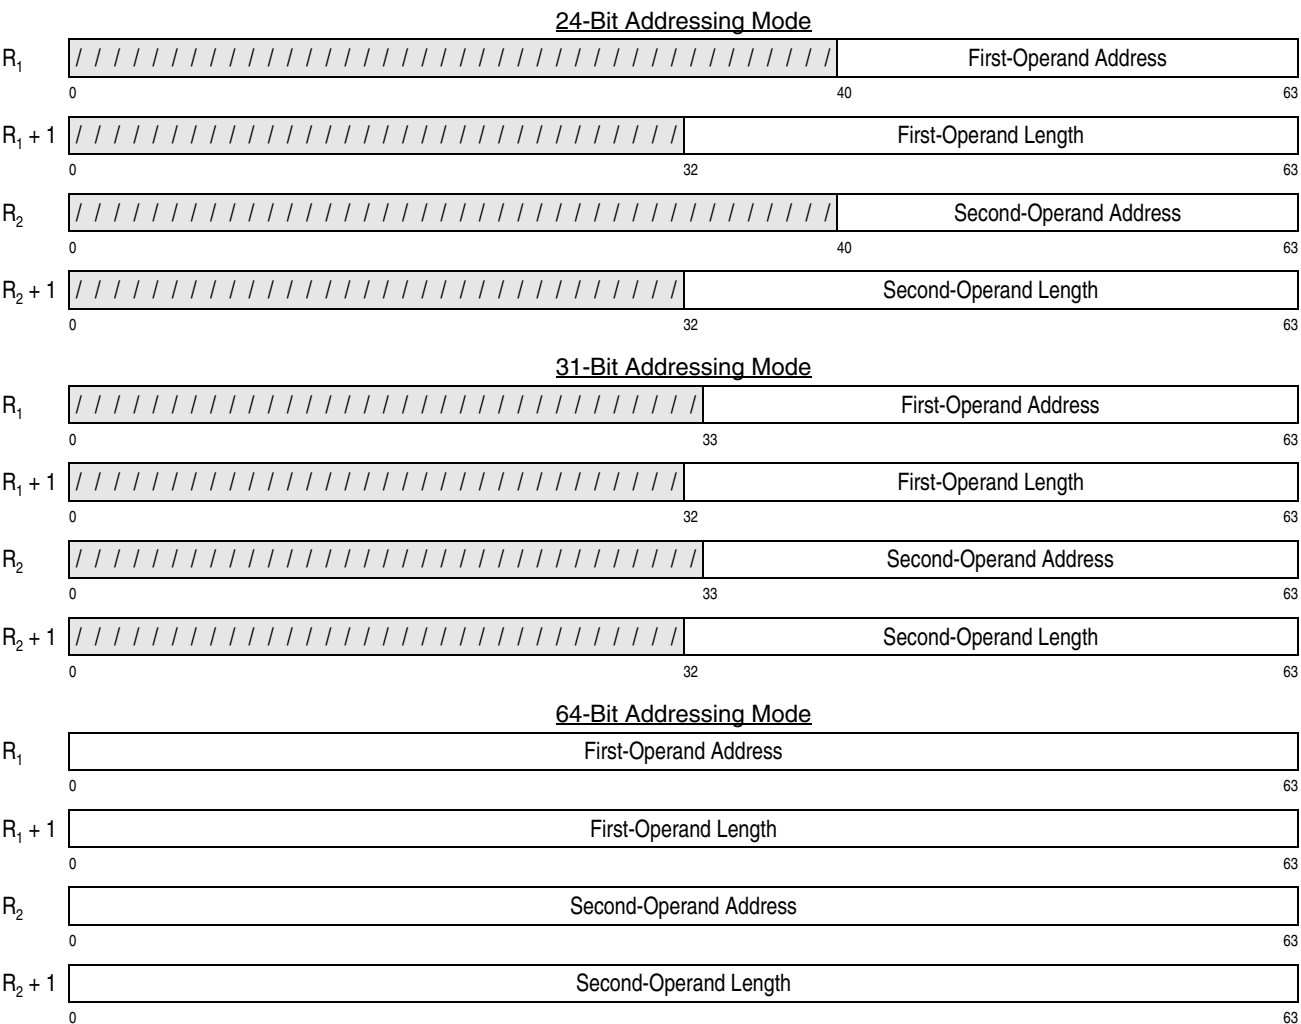 24-Bit Addressing Mode
R₁ / / / / / / / / / / / / / / / / / / / / / / / / / / / / / / / / / / / / / / / / First-Operand Address
0 40 63
R₁ + 1 / / / / / / / / / / / / / / / / / / / / / / / / / / / / / / / / First-Operand Length
0 32 63
R₂ / / / / / / / / / / / / / / / / / / / / / / / / / / / / / / / / / / / / / / / / Second-Operand Address
0 40 63
R₂ + 1 / / / / / / / / / / / / / / / / / / / / / / / / / / / / / / / / Second-Operand Length
0 32 63
31-Bit Addressing Mode
R₁ / / / / / / / / / / / / / / / / / / / / / / / / / / / / / / / / / First-Operand Address
0 33 63
R₁ + 1 / / / / / / / / / / / / / / / / / / / / / / / / / / / / / / / / First-Operand Length
0 32 63
R₂ / / / / / / / / / / / / / / / / / / / / / / / / / / / / / / / / / Second-Operand Address
0 33 63
R₂ + 1 / / / / / / / / / / / / / / / / / / / / / / / / / / / / / / / / Second-Operand Length
0 32 63
64-Bit Addressing Mode
R₁ First-Operand Address
0 63
R₁ + 1 First-Operand Length
0 63
R₂ Second-Operand Address
0 63
R₂ + 1 Second-Operand Length
0 63